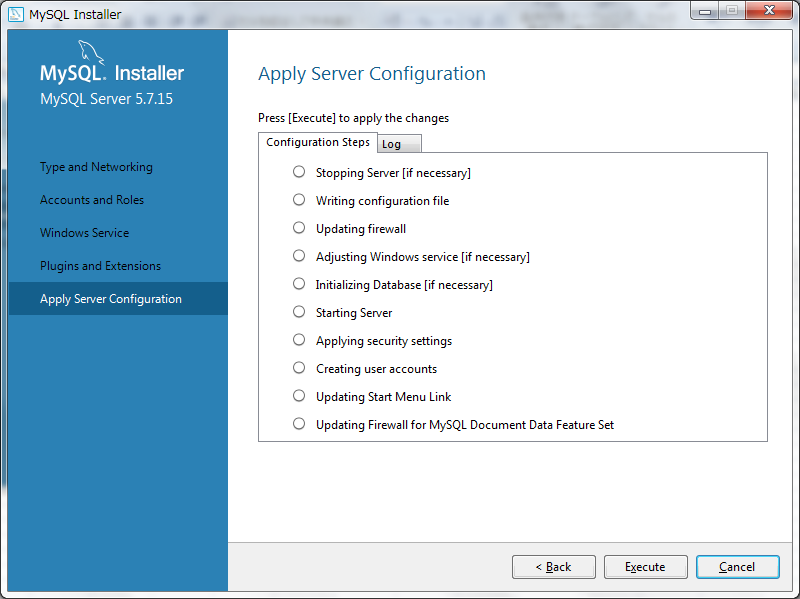 MySQL Installer
MySQL. Installer
MySQL Server 5.7.15
Type and Networking
Accounts and Roles
Windows Service
Plugins and Extensions
Apply Server Configuration
Apply Server Configuration
Press [Execute] to apply the changes
Configuration Steps
Log
Stopping Server [if necessary]
Writing configuration file
Updating firewall
Adjusting Windows service [if necessary]
Initializing Database [if necessary]
Starting Server
Applying security settings
Creating user accounts
Updating Start Menu Link
Updating Firewall for MySQL Document Data Feature Set
< Back
Execute
Cancel